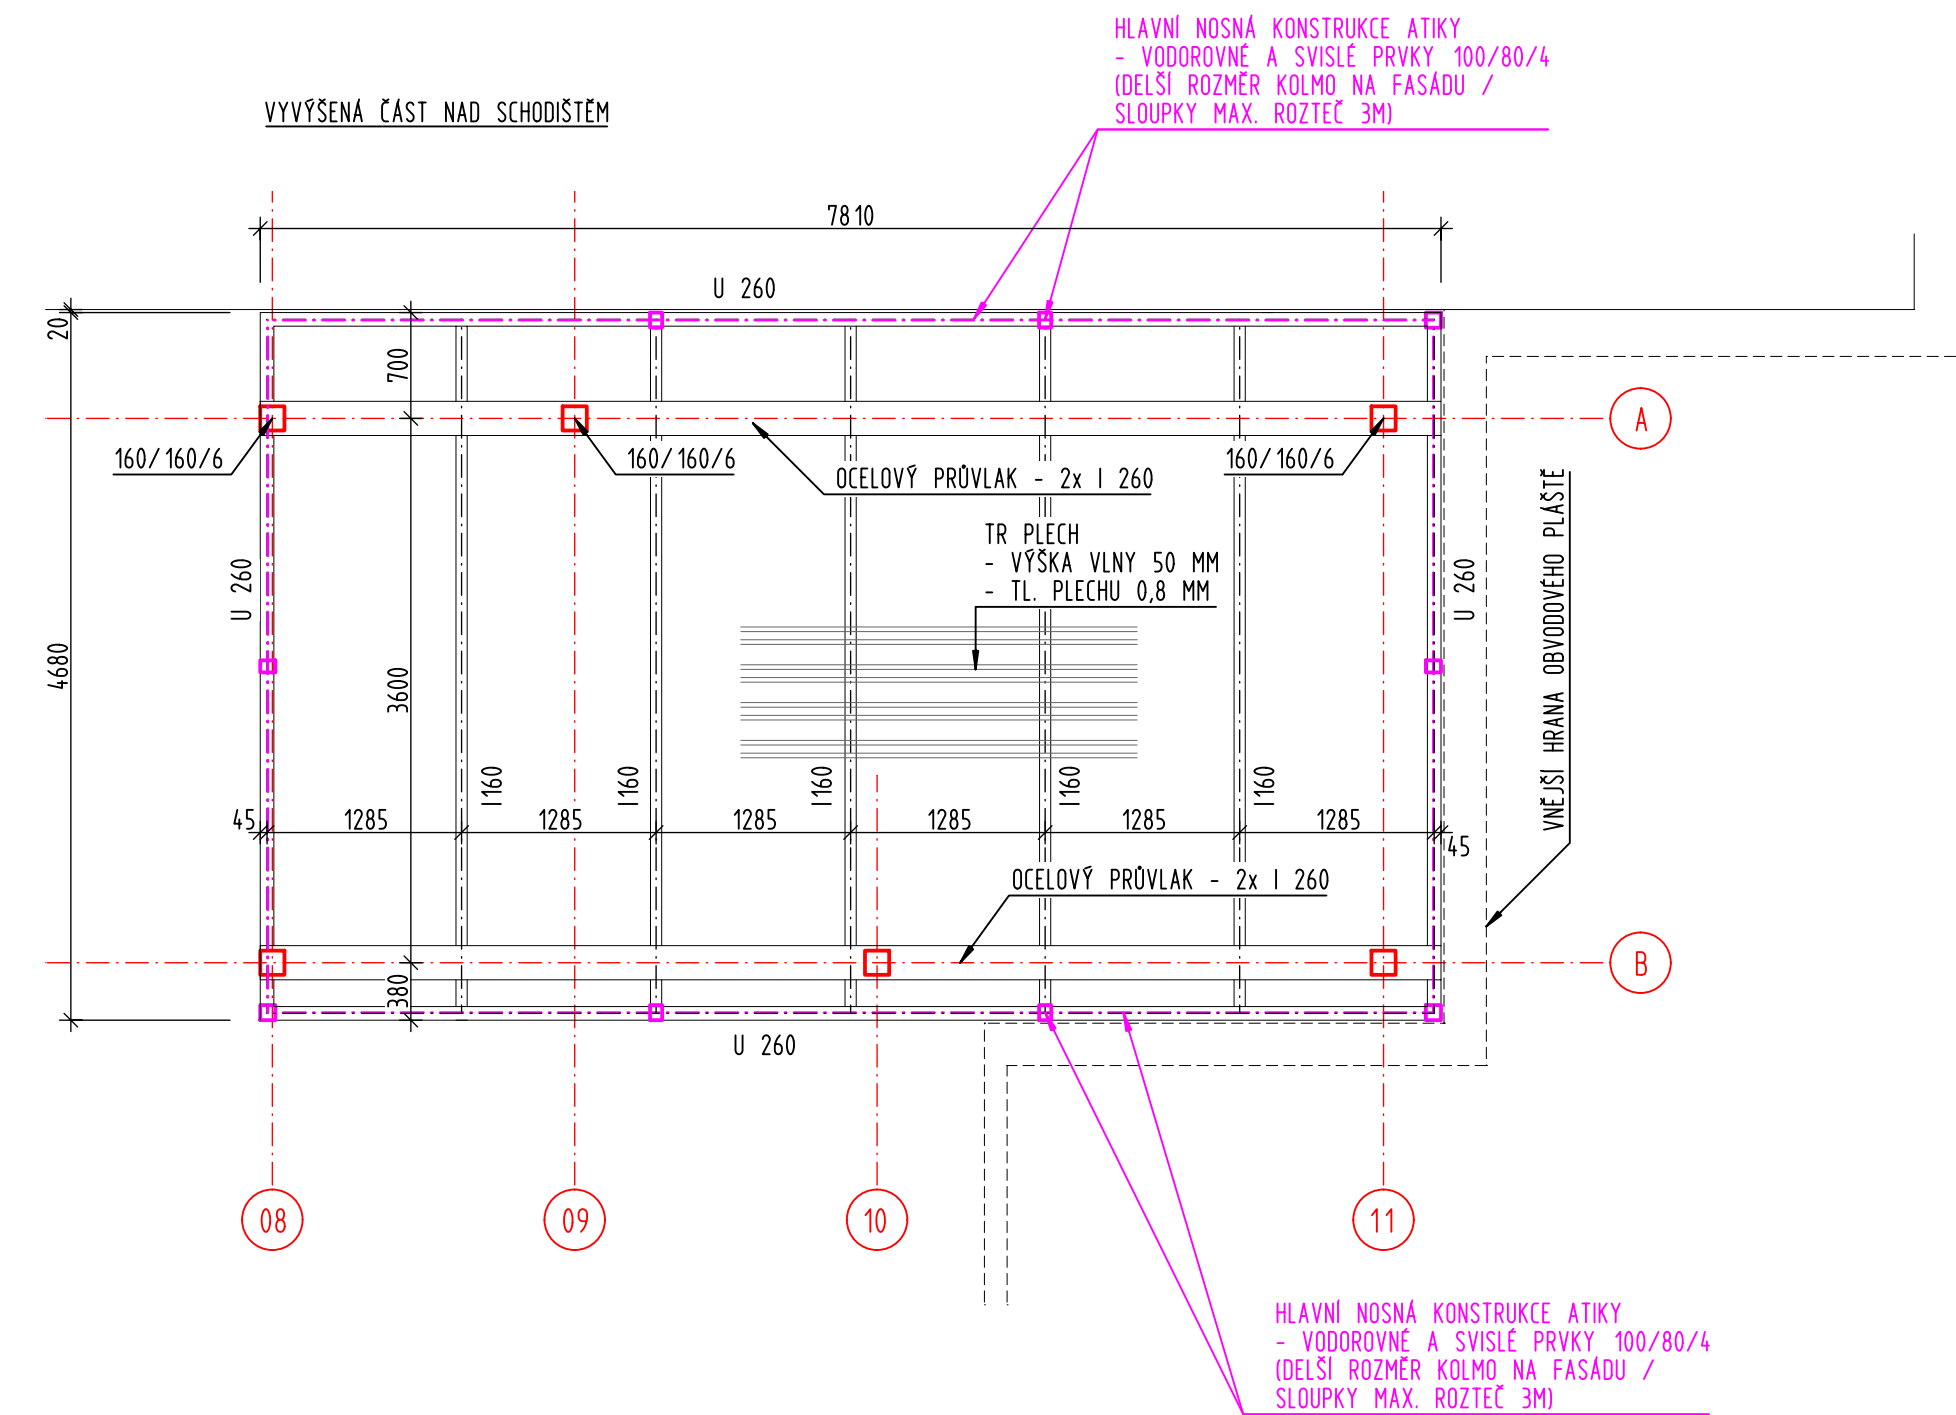 HLAVNÍ NOSNÁ KONSTRUKCE ATIKY
- VODOROVNÉ A SVISLÉ PRVKY 100/80/4
(DELŠÍ ROZMĚR KOLMO NA FASÁDU /
SLOUPKY MAX. ROZTEČ 3M)
VYVÝŠENÁ ČÁST NAD SCHODIŠTĚM
7810
U 260
20
700
A
160/160/6
160/160/6
160/160/6
OCELOVÝ PRŮVLAK - 2x I 260
TR PLECH
- VÝŠKA VLNY 50 MM
- TL. PLECHU 0,8 MM
U 260
U 260
VNĚJŠÍ HRANA OBVODOVÉHO PLÁŠTĚ
4680
3600
I160
I160
I160
I160
I160
45
1285
1285
1285
1285
1285
1285
45
OCELOVÝ PRŮVLAK - 2x I 260
B
380
U 260
08
09
10
11
HLAVNÍ NOSNÁ KONSTRUKCE ATIKY
- VODOROVNÉ A SVISLÉ PRVKY 100/80/4
(DELŠÍ ROZMĚR KOLMO NA FASÁDU /
SLOUPKY MAX. ROZTEČ 3M)